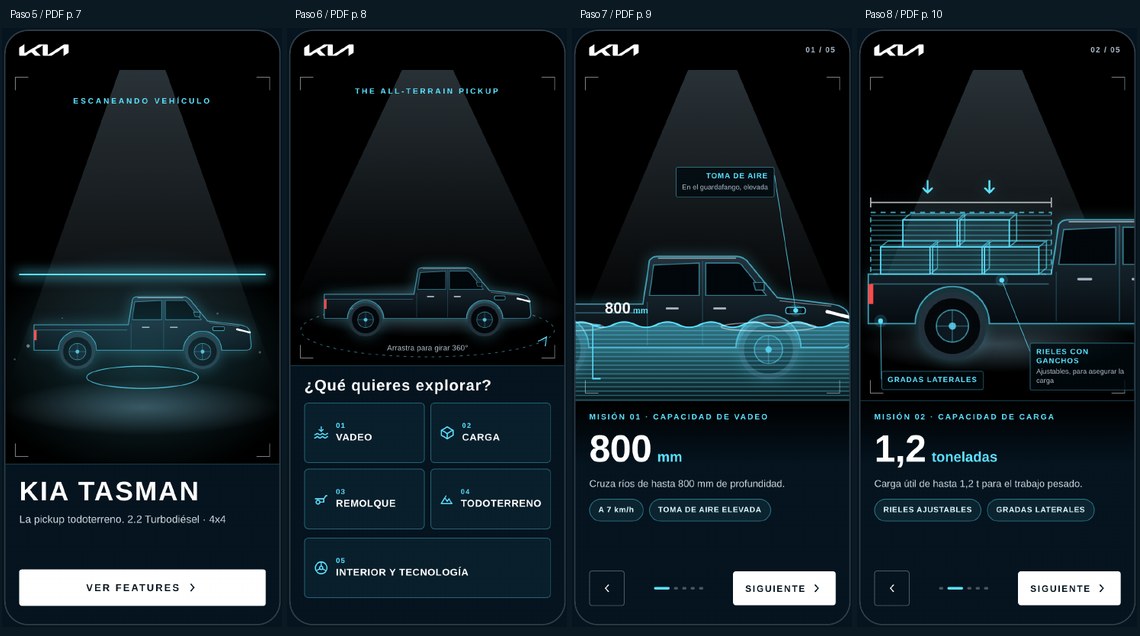 Paso 5 / PDF p. 7
KIA
ESCANEANDO VEHÍCULO
KIA TASMAN
La pickup todoterreno. 2.2 Turbodiésel · 4x4
VER FEATURES
Paso 6 / PDF p. 8
KIA
THE ALL-TERRAIN PICKUP
Arrastra para girar 360°
¿Qué quieres explorar?
01
VADEO
02
CARGA
03
REMOLQUE
04
TODOTERRENO
05
INTERIOR Y TECNOLOGÍA
Paso 7 / PDF p. 9
KIA
01 / 05
TOMA DE AIRE
En el guardafango, elevada
800 mm
MISIÓN 01 · CAPACIDAD DE VADEO
800 mm
Cruza ríos de hasta 800 mm de profundidad.
A 7 km/h
TOMA DE AIRE ELEVADA
SIGUIENTE
Paso 8 / PDF p. 10
KIA
02 / 05
RIELES CON
GANCHOS
Ajustables, para asegurar la
carga
GRADAS LATERALES
MISIÓN 02 · CAPACIDAD DE CARGA
1,2 toneladas
Carga útil de hasta 1,2 t para el trabajo pesado.
RIELES AJUSTABLES
GRADAS LATERALES
SIGUIENTE